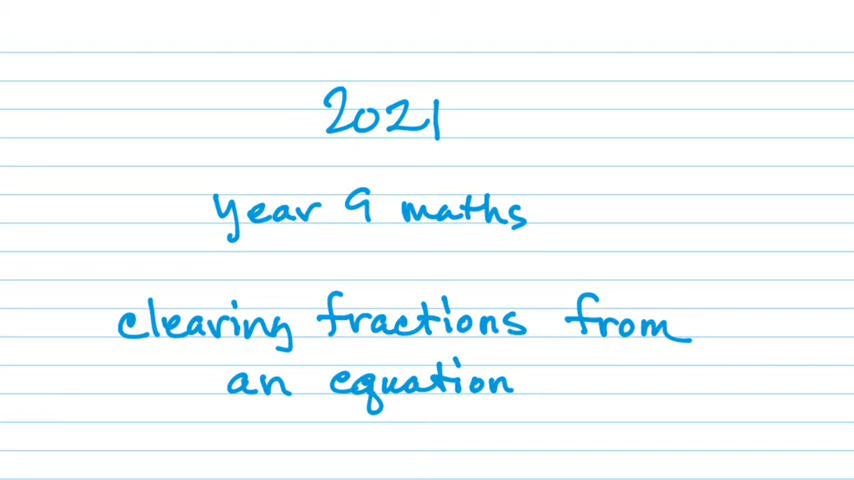 2021
year 9 maths
clearing fractions from
an equation